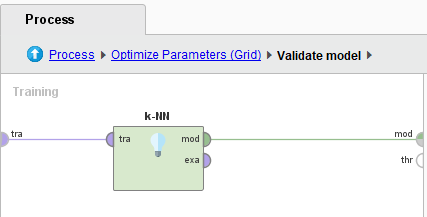 Process
Process Optimize Parameters (Grid) Validate model
Training
k-NN
tra tra mod mod
exa thr